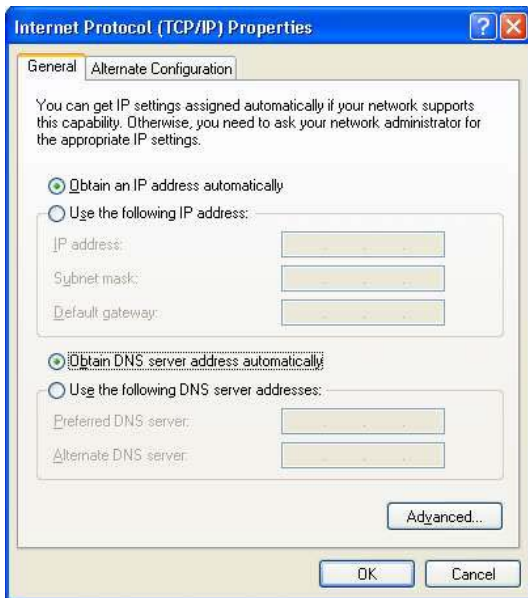 Internet Protocol (TCP/IP) Properties
General
Alternate Configuration
You can get IP settings assigned automatically if your network supports
this capability. Otherwise, you need to ask your network administrator for
the appropriate IP settings.
Obtain an IP address automatically
Use the following IP address:
IP address:
Subnet mask:
Default gateway:
Obtain DNS server address automatically
Use the following DNS server addresses:
Preferred DNS server:
Alternate DNS server:
Advanced...
OK
Cancel